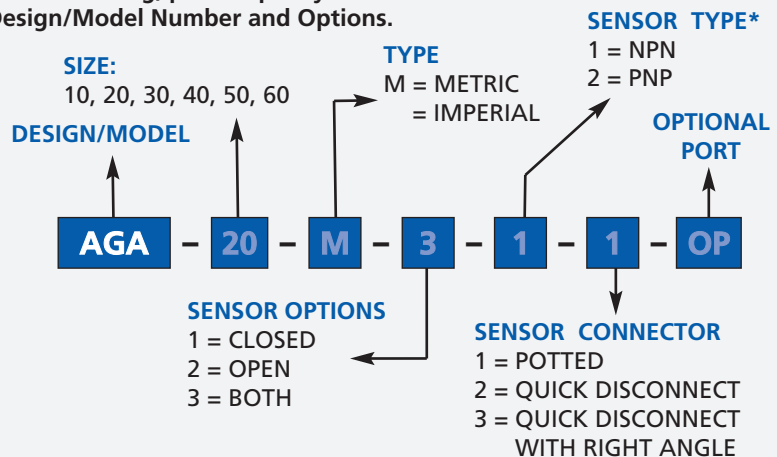 Design/Model Number and Options.
SIZE:
10, 20, 30, 40, 50, 60
DESIGN/MODEL
TYPE
M = METRIC
= IMPERIAL
SENSOR TYPE*
1 = NPN
2 = PNP
OPTIONAL
PORT
AGA - 20 - M - 3 - 1 - 1 - OP
SENSOR OPTIONS
1 = CLOSED
2 = OPEN
3 = BOTH
SENSOR CONNECTOR
1 = POTTED
2 = QUICK DISCONNECT
3 = QUICK DISCONNECT
WITH RIGHT ANGLE